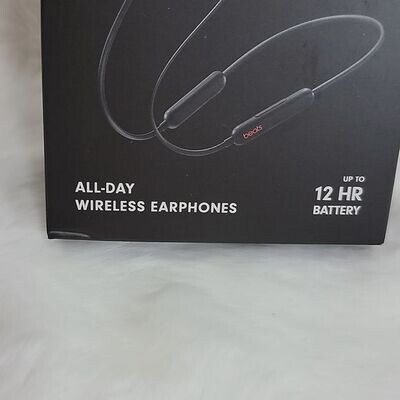 beats
ALL-DAY
WIRELESS EARPHONES
UP TO
12 HR
BATTERY